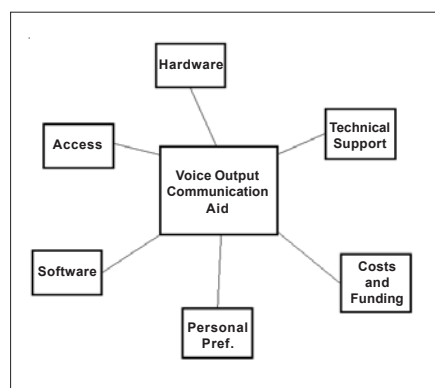 Hardware
Access
Technical
Support
Voice Output
Communication
Aid
Software
Costs
and
Funding
Personal
Pref.